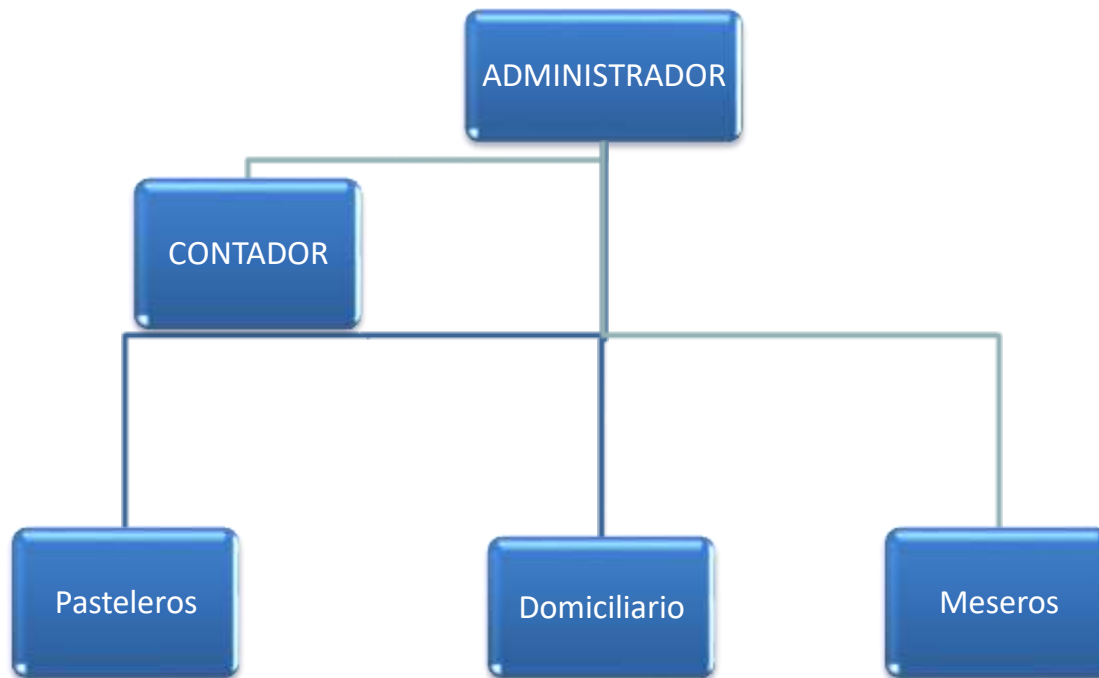 ADMINISTRADOR
CONTADOR
Pasteleros
Domiciliario
Meseros